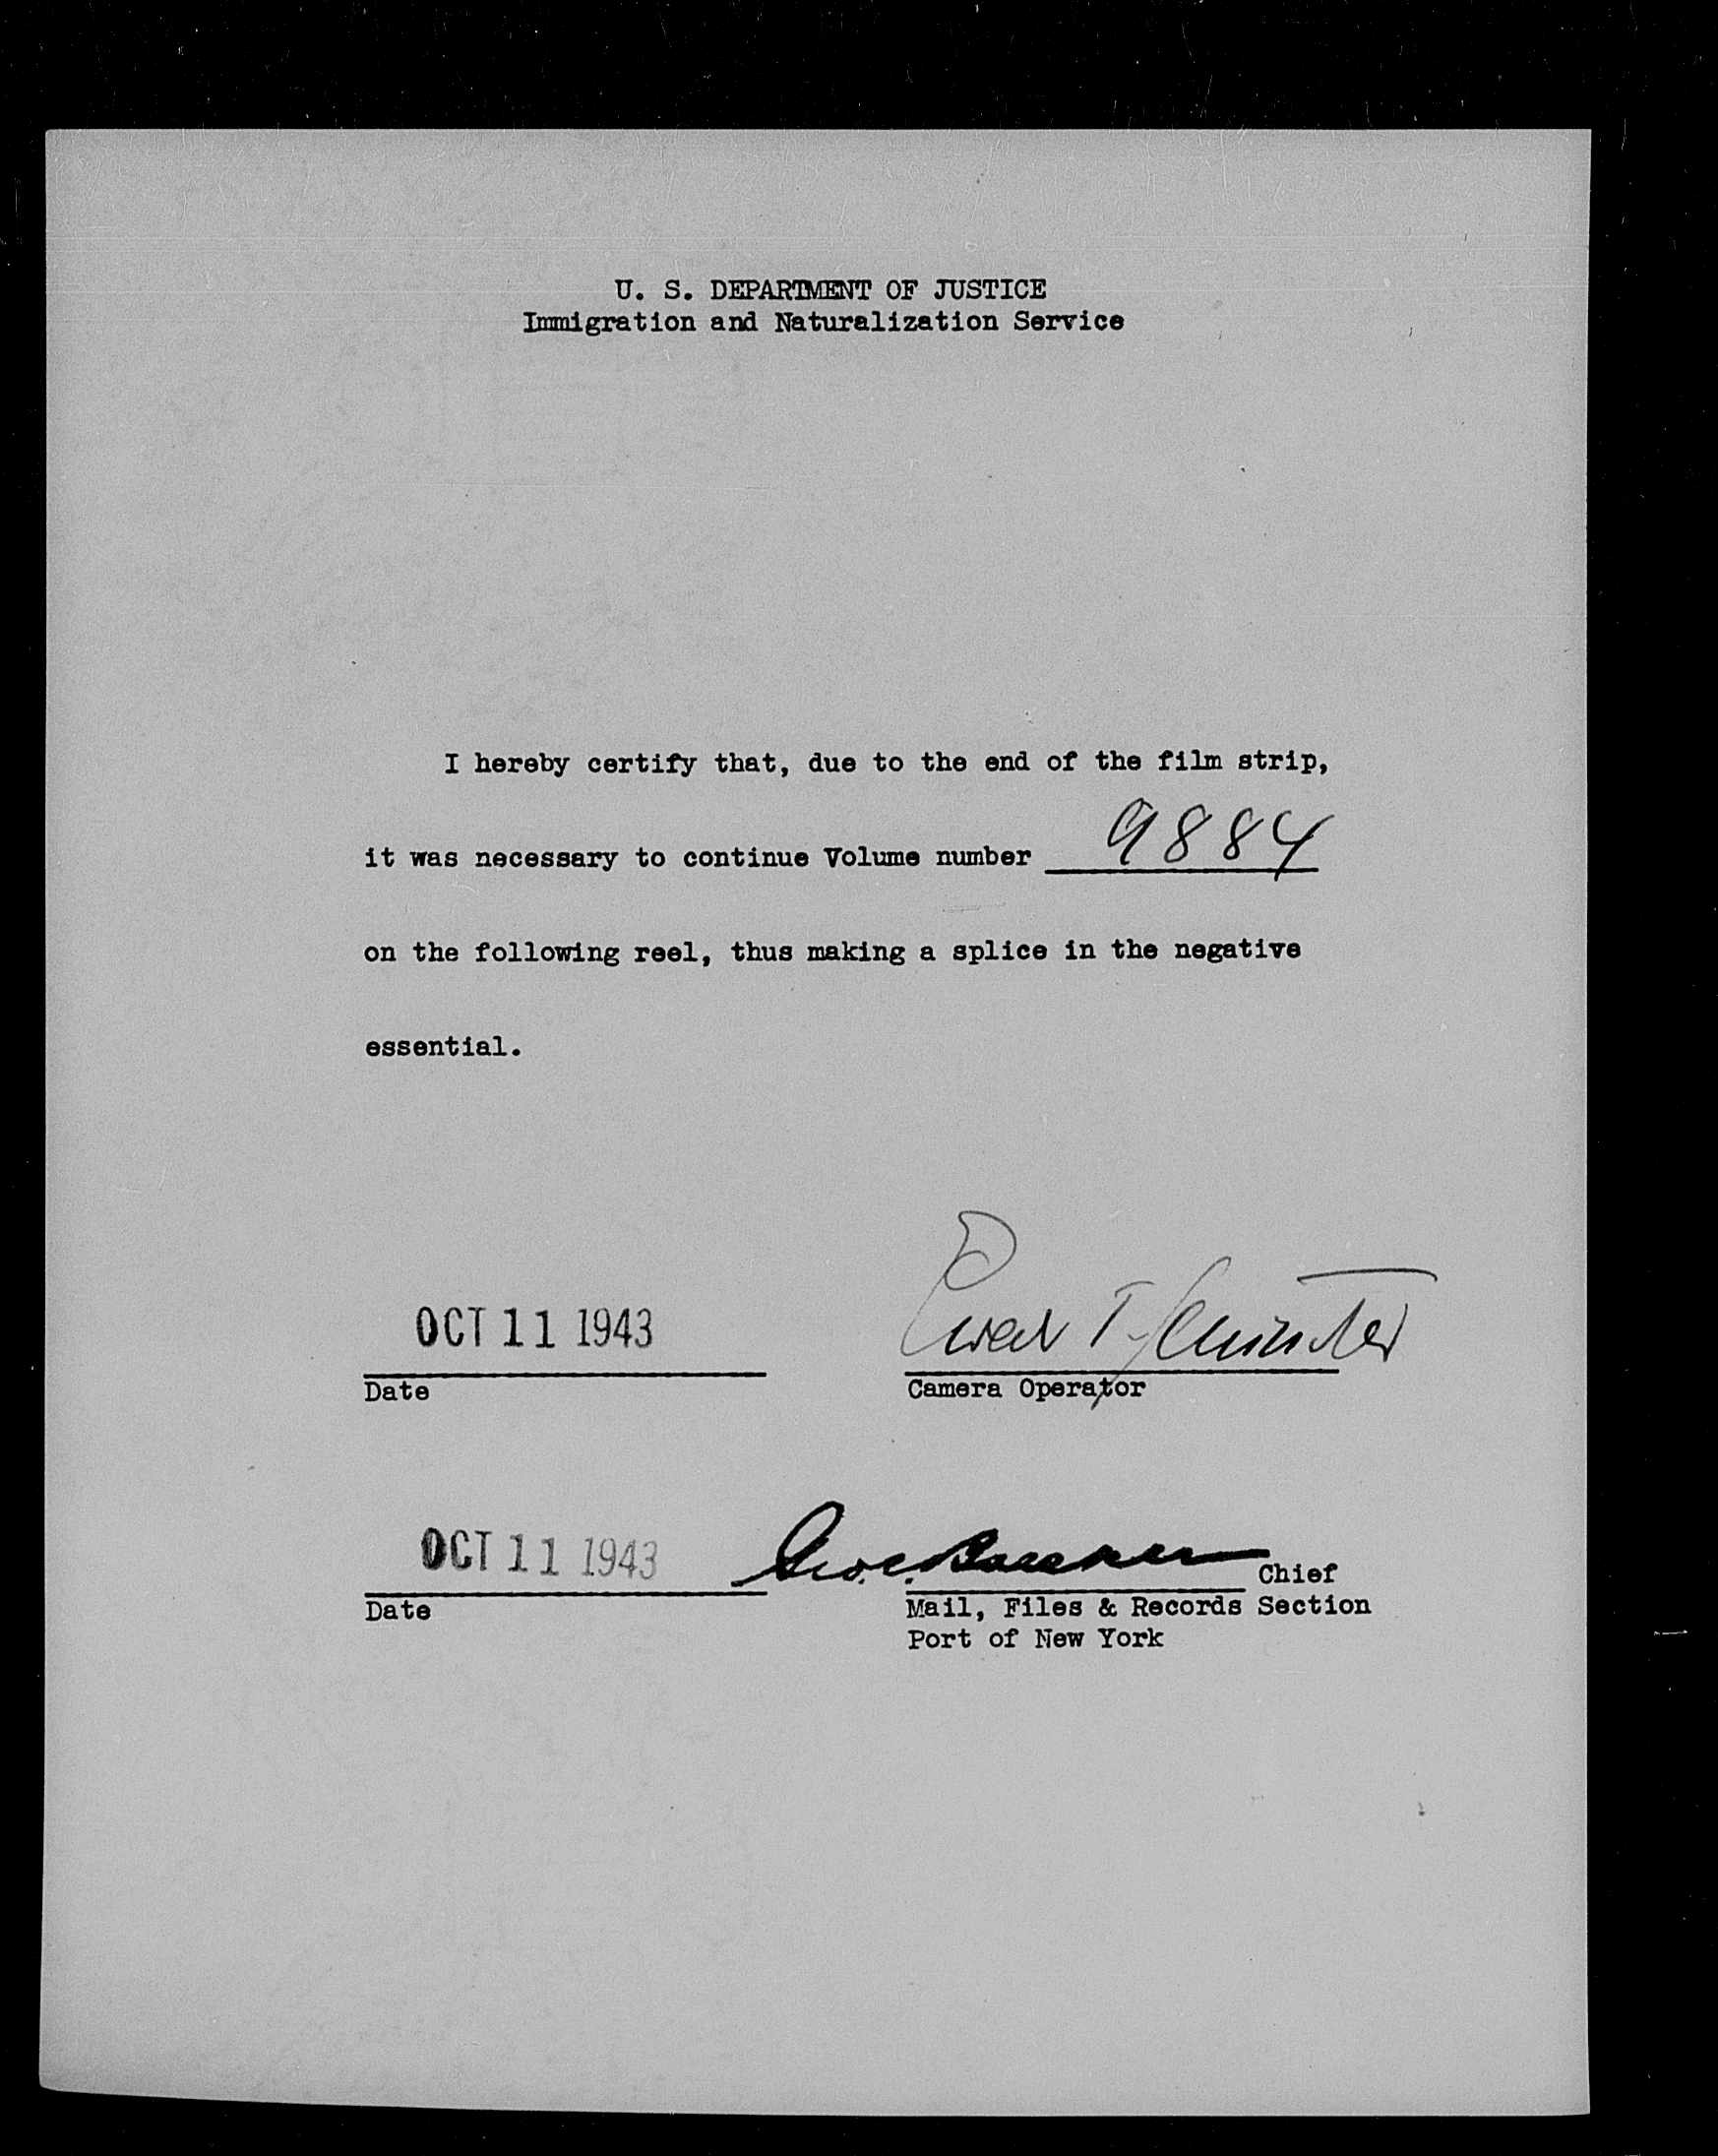 U. S. DEPARTMENT OF JUSTICE
Immigration and Naturalization Service
I hereby certify that, due to the end of the film strip,
it was necessary to continue Volume number 9884
on the following reel, thus making a splice in the negative
essential.
OCT 11 1943
Date
Camera Operator
OCT 11 1943
Chief
Date
Mail, Files & Records Section
Port of New York